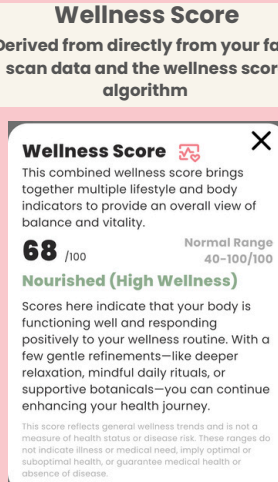 Wellness Score
Derived from directly from your fa
scan data and the wellness scor
algorithm
Wellness Score
This combined wellness score brings
together multiple lifestyle and body
indicators to provide an overall view of
balance and vitality.
68 /100
Normal Range
40-100/100
Nourished (High Wellness)
Scores here indicate that your body is
functioning well and responding
positively to your wellness routine. With a
few gentle refinements—like deeper
relaxation, mindful daily rituals, or
supportive botanicals—you can continue
enhancing your health journey.
This score reflects general wellness trends and is not a
measure of health status or disease risk. These ranges do
not indicate illness or medical need, imply optimal or
suboptimal health, or guarantee medical health or
absence of disease.